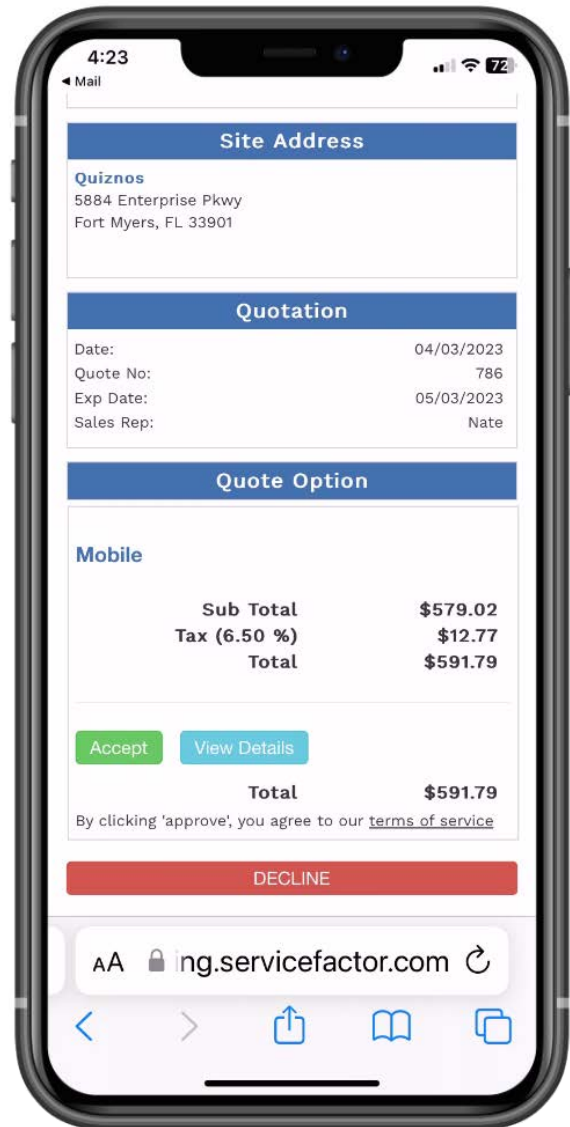 4:23
72
◀ Mail
Site Address
Quiznos
5884 Enterprise Pkwy
Fort Myers, FL 33901
Quotation
Date: 04/03/2023
Quote No: 786
Exp Date: 05/03/2023
Sales Rep: Nate
Quote Option
Mobile
Sub Total $579.02
Tax (6.50 %) $12.77
Total $591.79
Accept View Details
Total $591.79
By clicking 'approve', you agree to our terms of service
DECLINE
AA ing.servicefactor.com